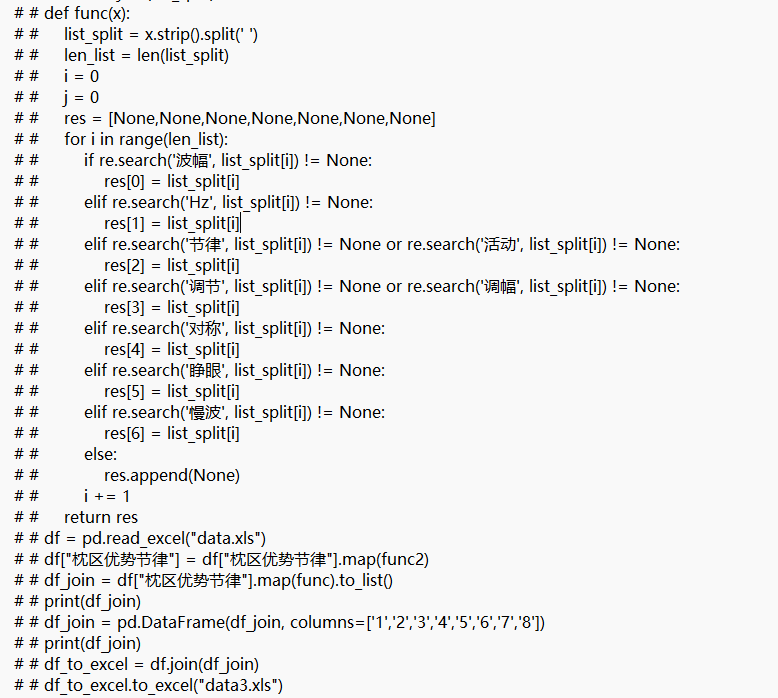 # # def func(x):
# #     list_split = x.strip().split(' ')
# #     len_list = len(list_split)
# #     i = 0
# #     j = 0
# #     res = [None,None,None,None,None,None,None]
# #     for i in range(len_list):
# #         if re.search('波幅', list_split[i]) != None:
# #             res[0] = list_split[i]
# #         elif re.search('Hz', list_split[i]) != None:
# #             res[1] = list_split[i]
# #         elif re.search('节律', list_split[i]) != None or re.search('活动', list_split[i]) != None:
# #             res[2] = list_split[i]
# #         elif re.search('调节', list_split[i]) != None or re.search('调幅', list_split[i]) != None:
# #             res[3] = list_split[i]
# #         elif re.search('对称', list_split[i]) != None:
# #             res[4] = list_split[i]
# #         elif re.search('睁眼', list_split[i]) != None:
# #             res[5] = list_split[i]
# #         elif re.search('慢波', list_split[i]) != None:
# #             res[6] = list_split[i]
# #         else:
# #             res.append(None)
# #         i += 1
# #     return res
# # df = pd.read_excel("data.xls")
# # df["枕区优势节律"] = df["枕区优势节律"].map(func2)
# # df_join = df["枕区优势节律"].map(func).to_list()
# # print(df_join)
# # df_join = pd.DataFrame(df_join, columns=['1','2','3','4','5','6','7','8'])
# # print(df_join)
# # df_to_excel = df.join(df_join)
# # df_to_excel.to_excel("data3.xls")